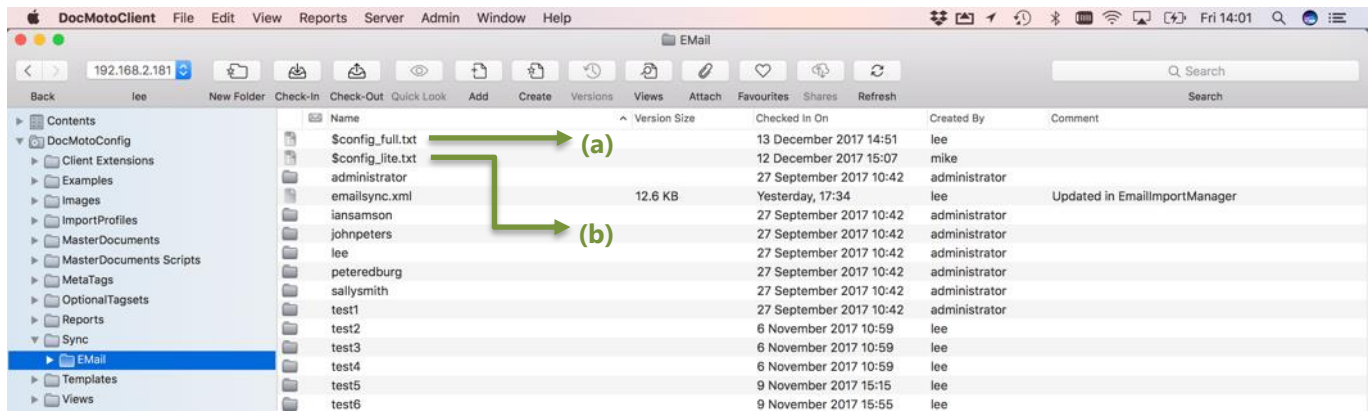 DocMotoClient File Edit View Reports Server Admin Window Help Fri 14:01
EMail
192.168.2.181 Search
Back lee New Folder Check-In Check-Out Quick Look Add Create Versions Views Attach Favourites Shares Refresh Search
Contents Name Version Size Checked In On Created By Comment
DocMotoConfig $config_full.txt (a) 13 December 2017 14:51 lee
Client Extensions $config_lite.txt 12 December 2017 15:07 mike
Examples administrator 27 September 2017 10:42 administrator
Images emailsync.xml 12.6 KB Yesterday, 17:34 lee Updated in EmailImportManager
ImportProfiles iansamson 27 September 2017 10:42 administrator
MasterDocuments johnpeters (b) 27 September 2017 10:42 administrator
MasterDocuments Scripts lee 27 September 2017 10:42 administrator
MetaTags peteredburg 27 September 2017 10:42 administrator
OptionalTagsets sallysmith 27 September 2017 10:42 administrator
Reports test1 27 September 2017 10:42 administrator
Sync test2 6 November 2017 10:59 lee
EMail test3 6 November 2017 10:59 lee
Templates test4 6 November 2017 10:59 lee
Views test5 9 November 2017 15:15 lee
test6 9 November 2017 15:55 lee